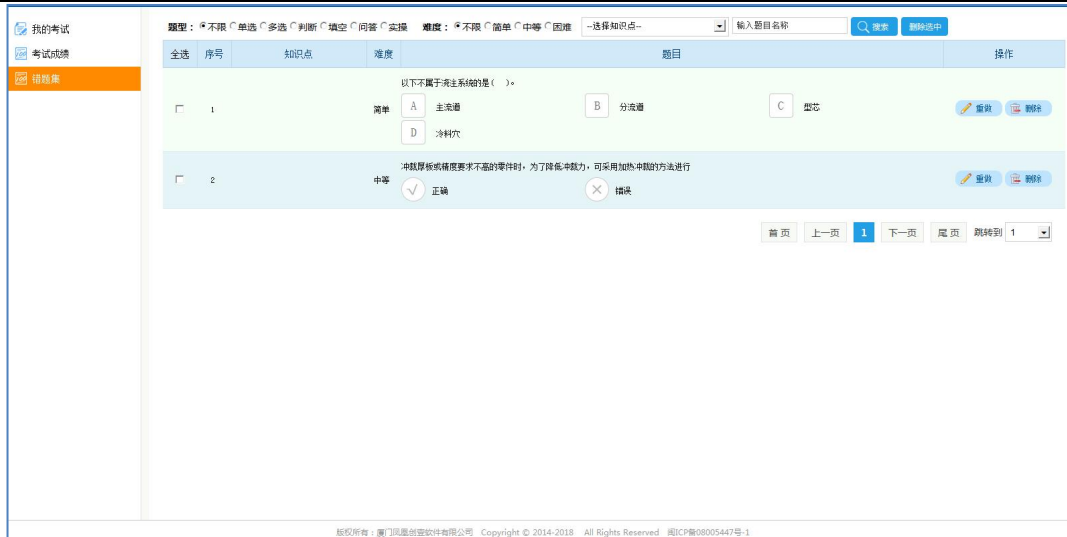 我的考试
考试成绩
错题集
题型： 不限 单选 多选 判断 填空 问答 实操 难度： 不限 简单 中等 困难 --选择知识点-- 输入题目名称 搜索 删除选中
全选 序号 知识点 难度 题目 操作
以下不属于浇注系统的是（ ）。
1 简单 A 主流道 B 分流道 C 型芯 重做 删除
D 冷料穴
冲裁厚板或精度要求不高的零件时，为了降低冲裁力，可采用加热冲裁的方法进行
2 中等 正确 错误 重做 删除
首页 上一页 1 下一页 尾页 跳转到 1
版权所有：厦门凤凰创壹软件有限公司 Copyright © 2014-2018 All Rights Reserved 闽ICP备08005447号-1